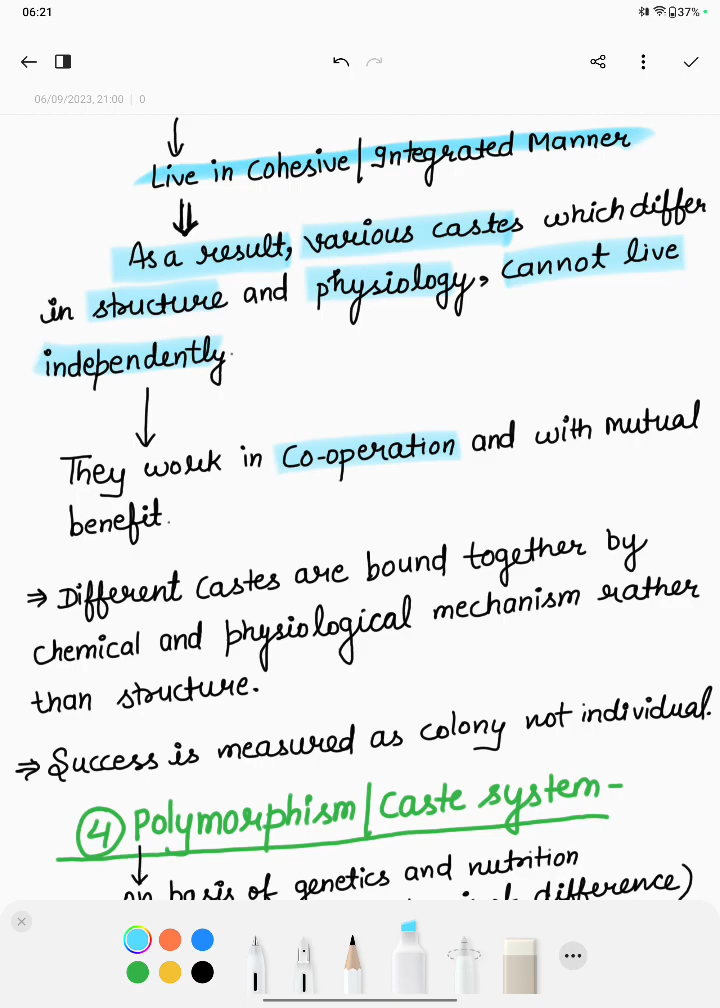 06:21
37%
06/09/2023, 21:00 | 0
Live in Cohesive | Integrated Manner
As a result, various castes which differ
in structure and physiology, cannot live
independently.
They work in Co-operation and with mutual
benefit.
⇒ Different Castes are bound together by
chemical and physiological mechanism rather
than structure.
⇒ Success is measured as colony not individual.
④ Polymorphism | Caste system -
on basis of genetics and nutrition
difference)